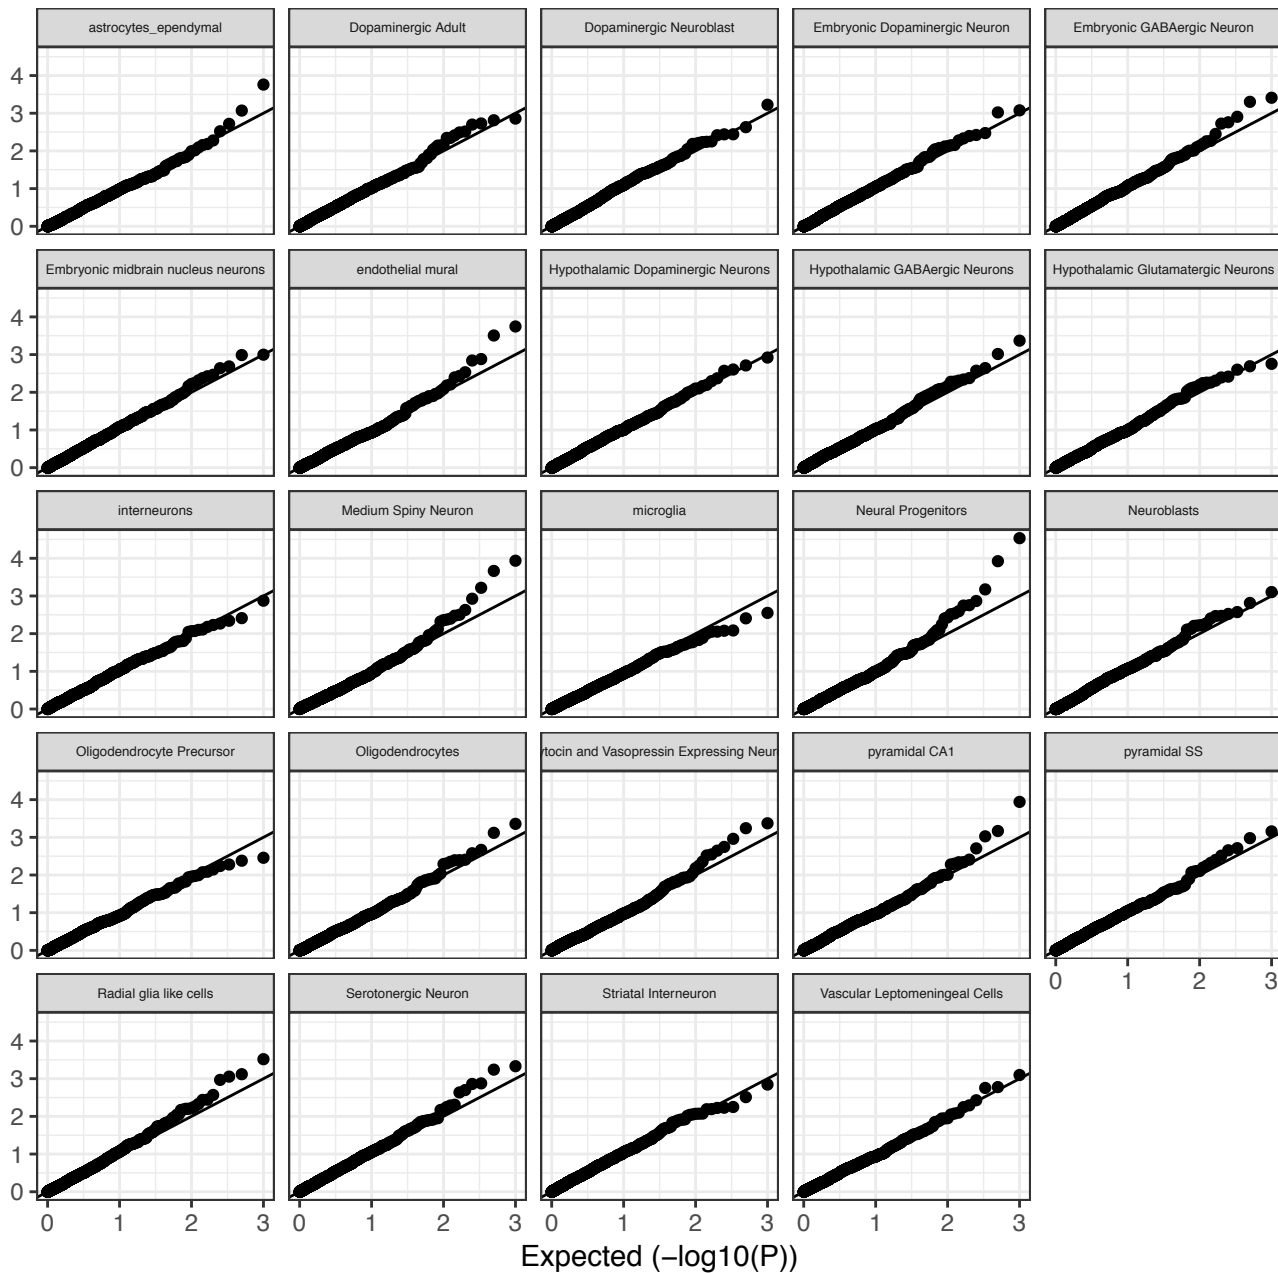 astrocytes_ependymal
Dopaminergic Adult
Dopaminergic Neuroblast
Embryonic Dopaminergic Neuron
Embryonic GABAergic Neuron
4
3
2
1
0
Embryonic midbrain nucleus neurons
endothelial mural
Hypothalamic Dopaminergic Neurons
Hypothalamic GABAergic Neurons
Hypothalamic Glutamatergic Neurons
4
3
2
1
0
interneurons
Medium Spiny Neuron
microglia
Neural Progenitors
Neuroblasts
4
3
2
1
0
Oligodendrocyte Precursor
Oligodendrocytes
ytocin and Vasopressin Expressing Neur
pyramidal CA1
pyramidal SS
4
3
2
1
0
0 1 2 3
Radial glia like cells
Serotonergic Neuron
Striatal Interneuron
Vascular Leptomeningeal Cells
4
3
2
1
0
0 1 2 3
0 1 2 3
0 1 2 3
0 1 2 3
Expected (−log10(P))